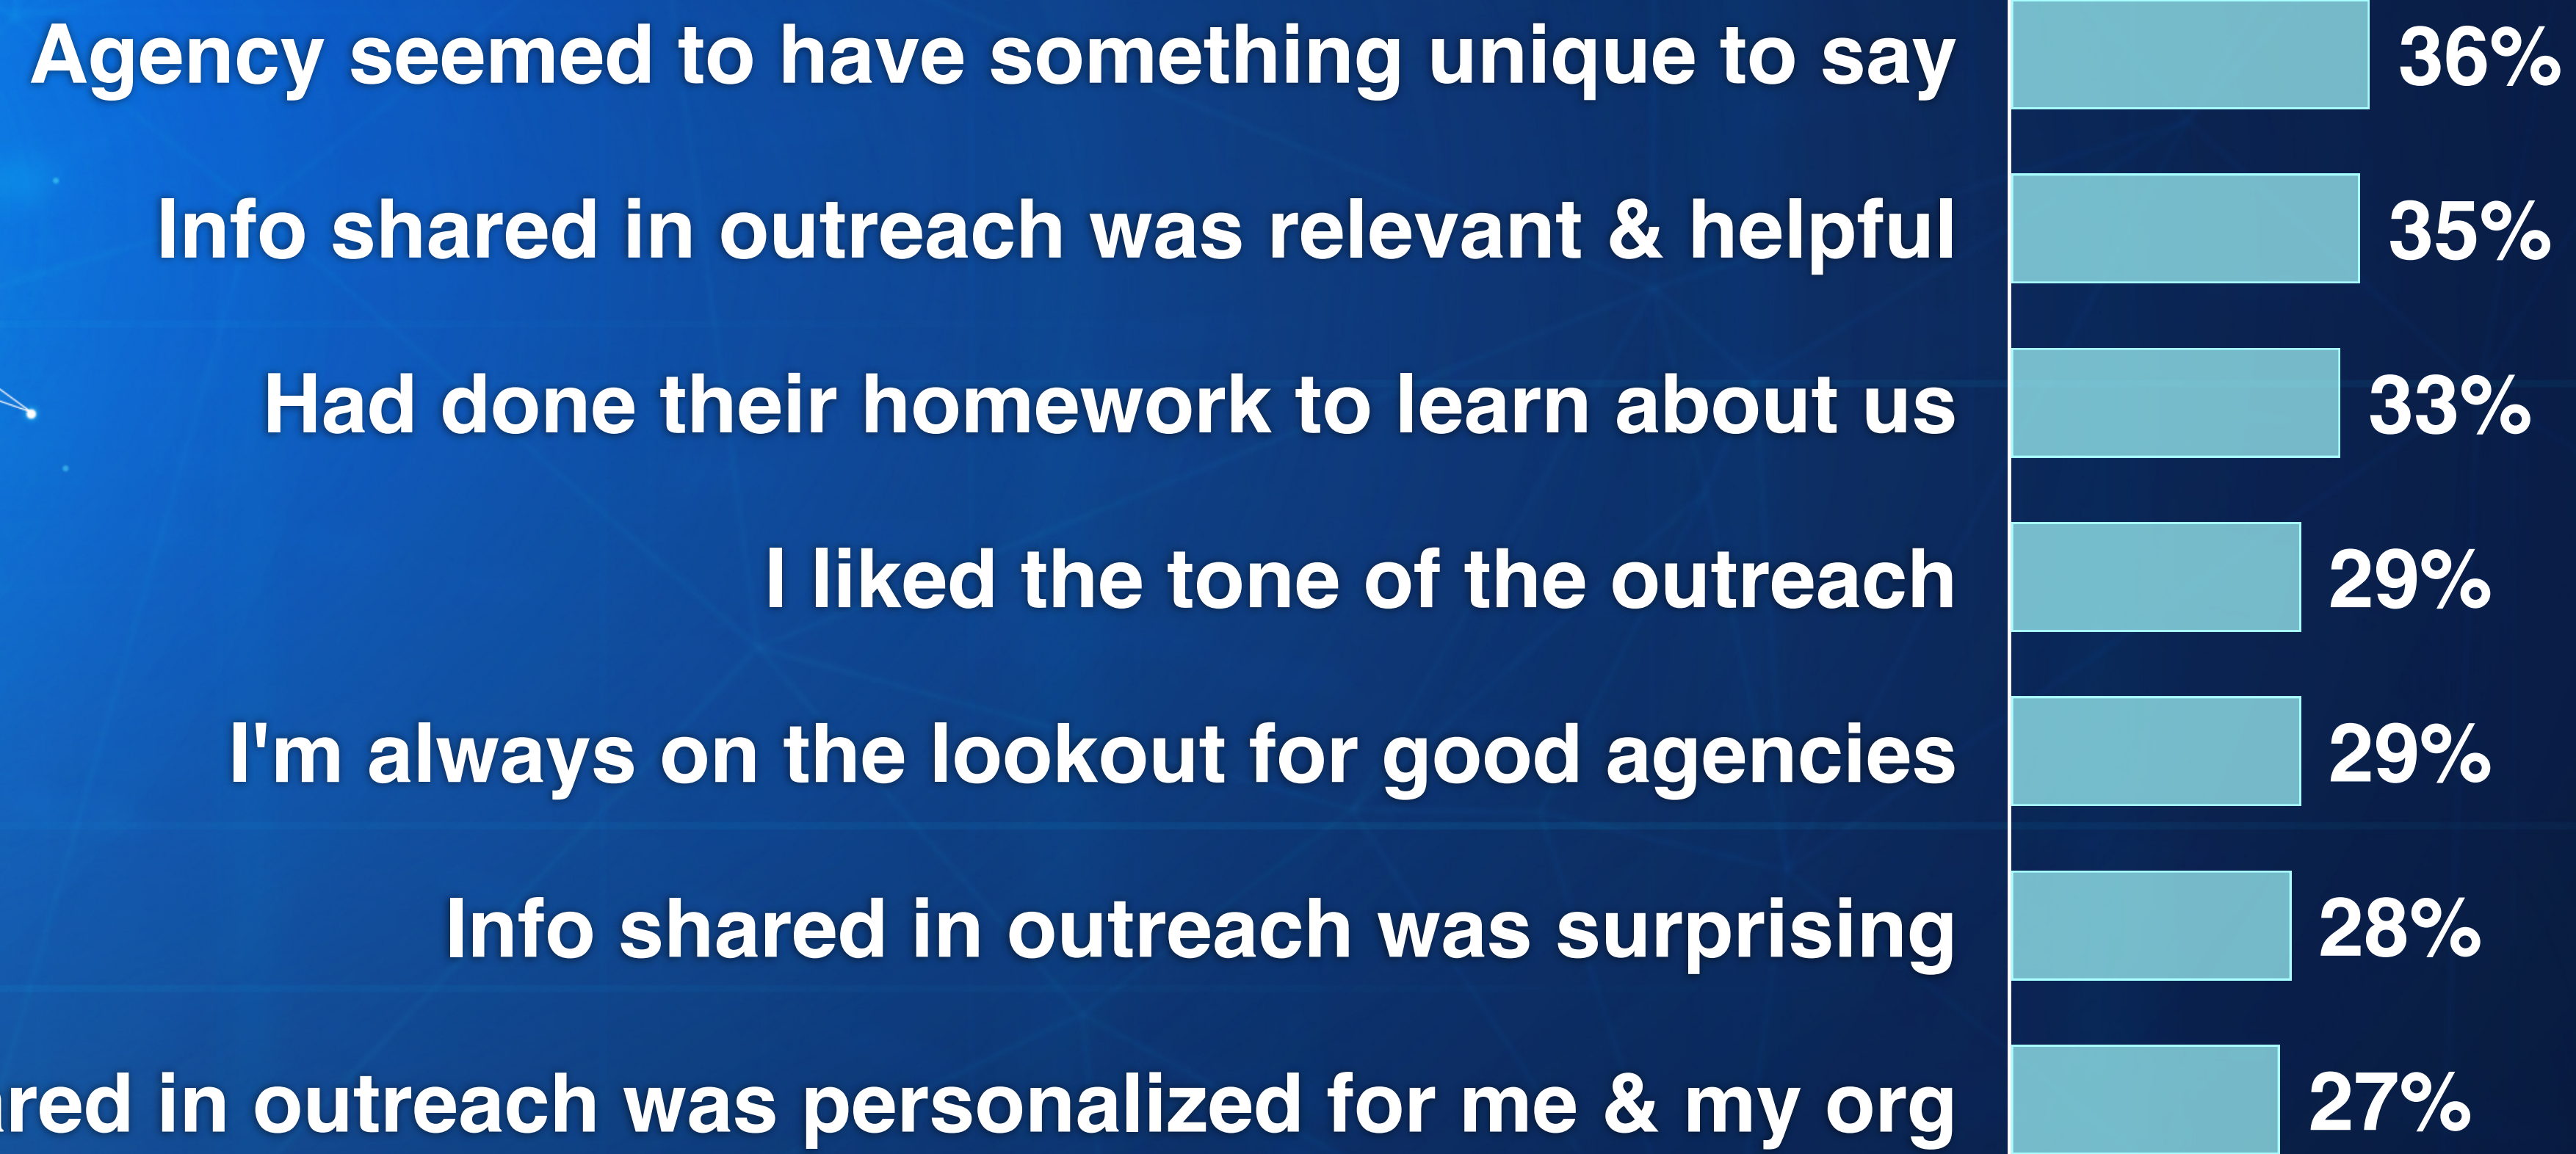 Agency seemed to have something unique to say 36%
Info shared in outreach was relevant & helpful 35%
Had done their homework to learn about us 33%
I liked the tone of the outreach 29%
I'm always on the lookout for good agencies 29%
Info shared in outreach was surprising 28%
in outreach was personalized for me & my org 27%